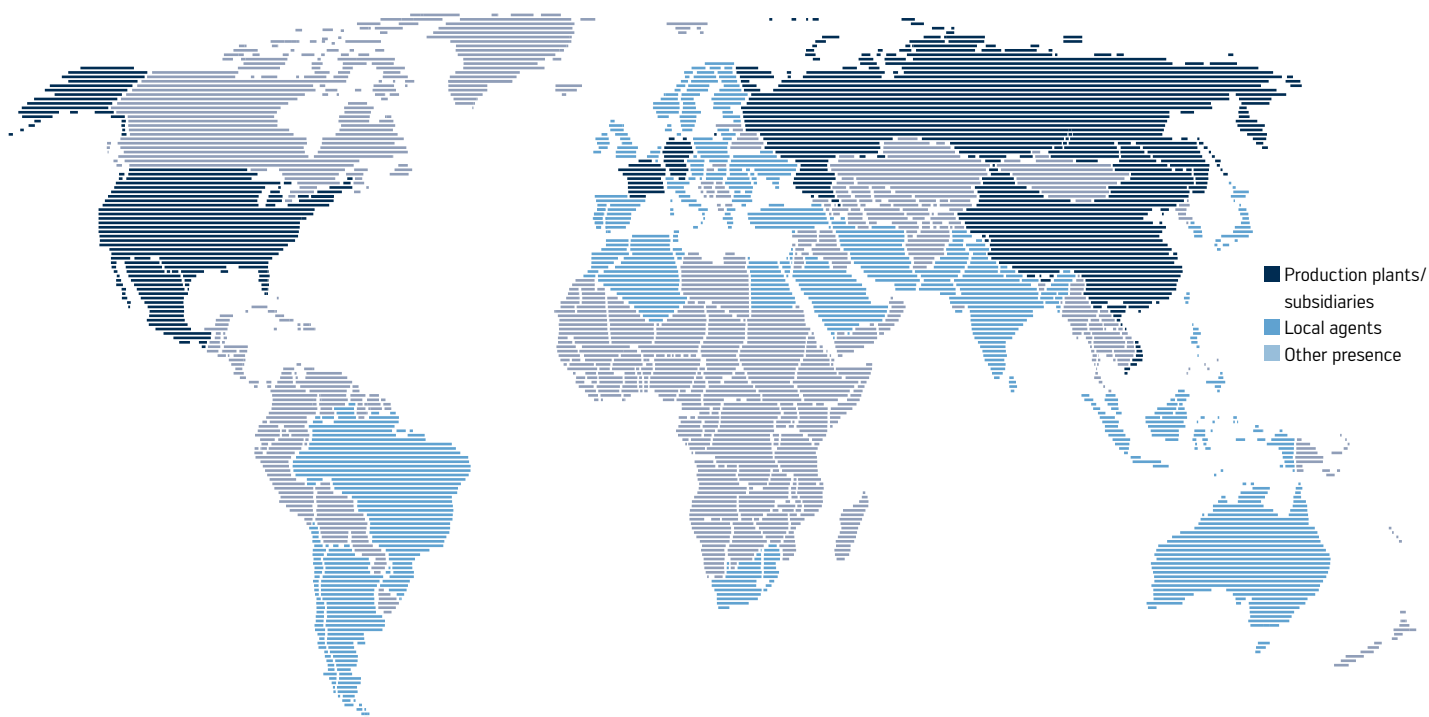 Production plants/
subsidiaries
Local agents
Other presence